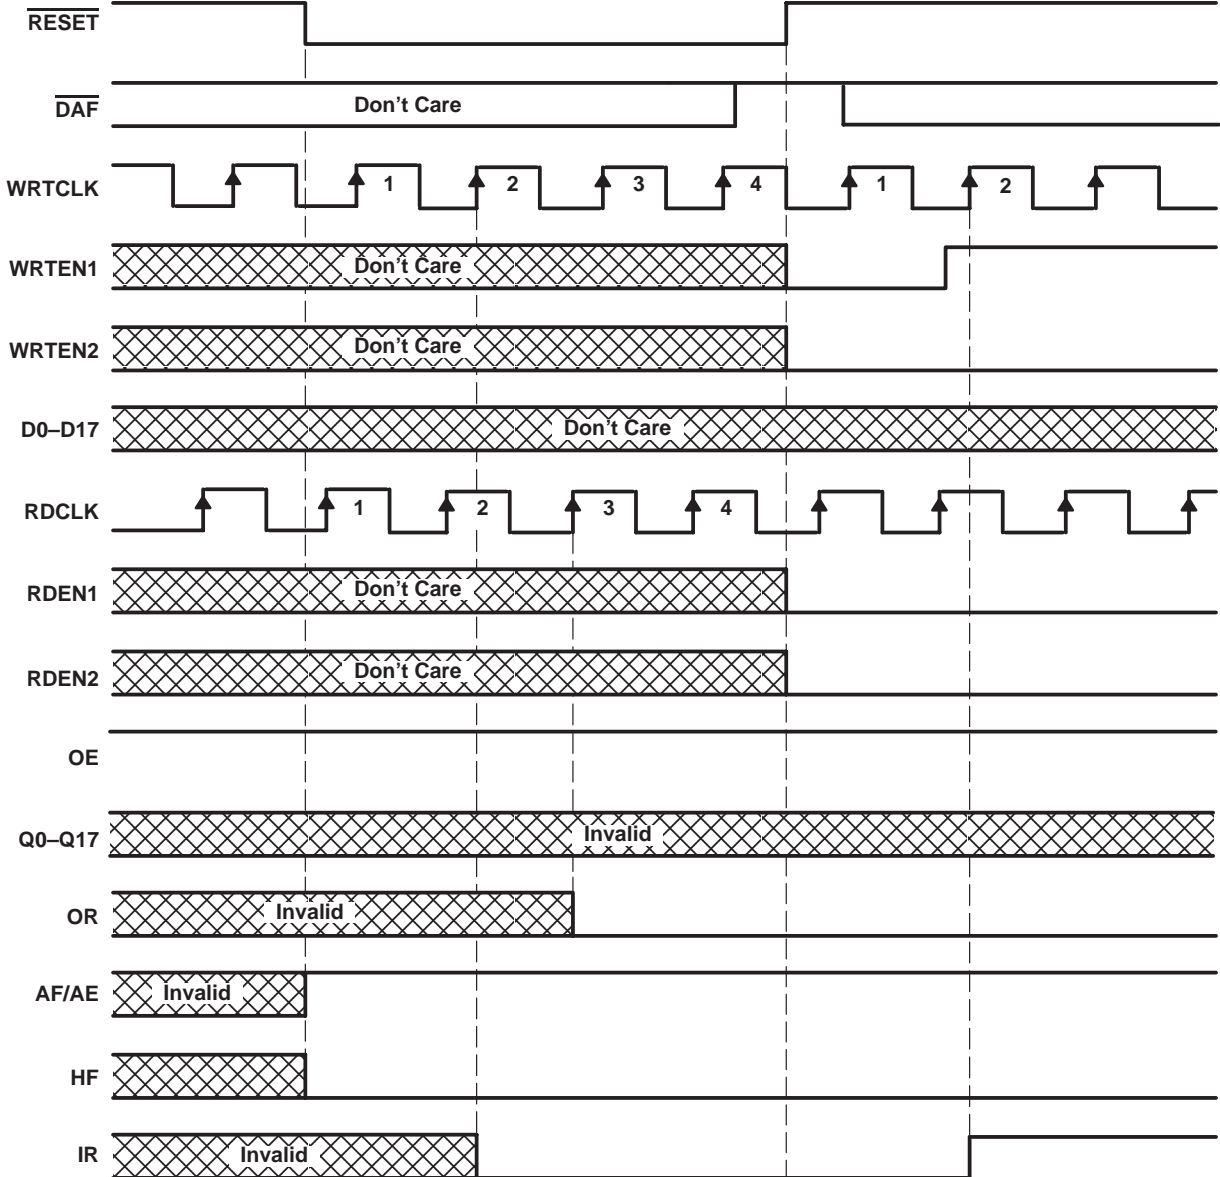 RESET
DAF Don't Care
WRTCLK 1 2 3 4 1 2
WRTEN1 Don't Care
WRTEN2 Don't Care
D0–D17 Don't Care
RDCLK 1 2 3 4
RDEN1 Don't Care
RDEN2 Don't Care
OE
Q0–Q17 Invalid
OR Invalid
AF/AE Invalid
HF
IR Invalid